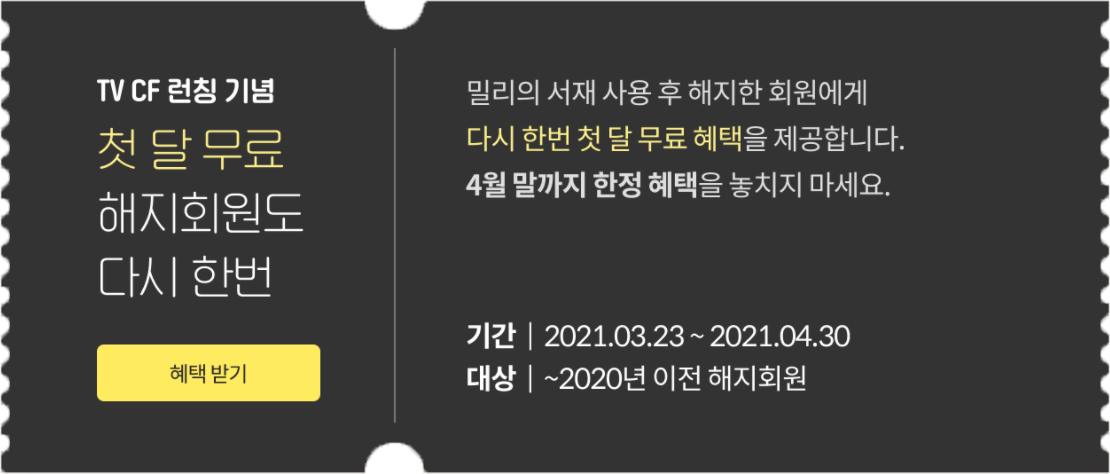 TV CF 런칭 기념
첫 달 무료
해지회원도
다시 한번
혜택 받기
밀리의 서재 사용 후 해지한 회원에게
다시 한번 첫 달 무료 혜택을 제공합니다.
4월 말까지 한정 혜택을 놓치지 마세요.
기간 | 2021.03.23 ~ 2021.04.30
대상 | ~2020년 이전 해지회원